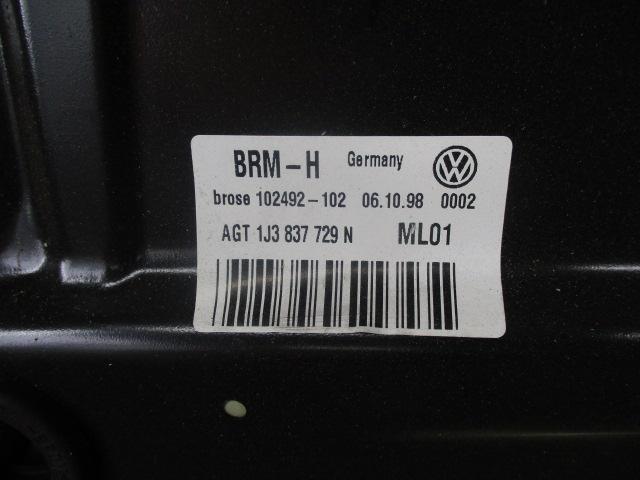 BRM-H Germany
brose 102492-102 06.10.98 0002
AGT 1J3 837 729 N ML01